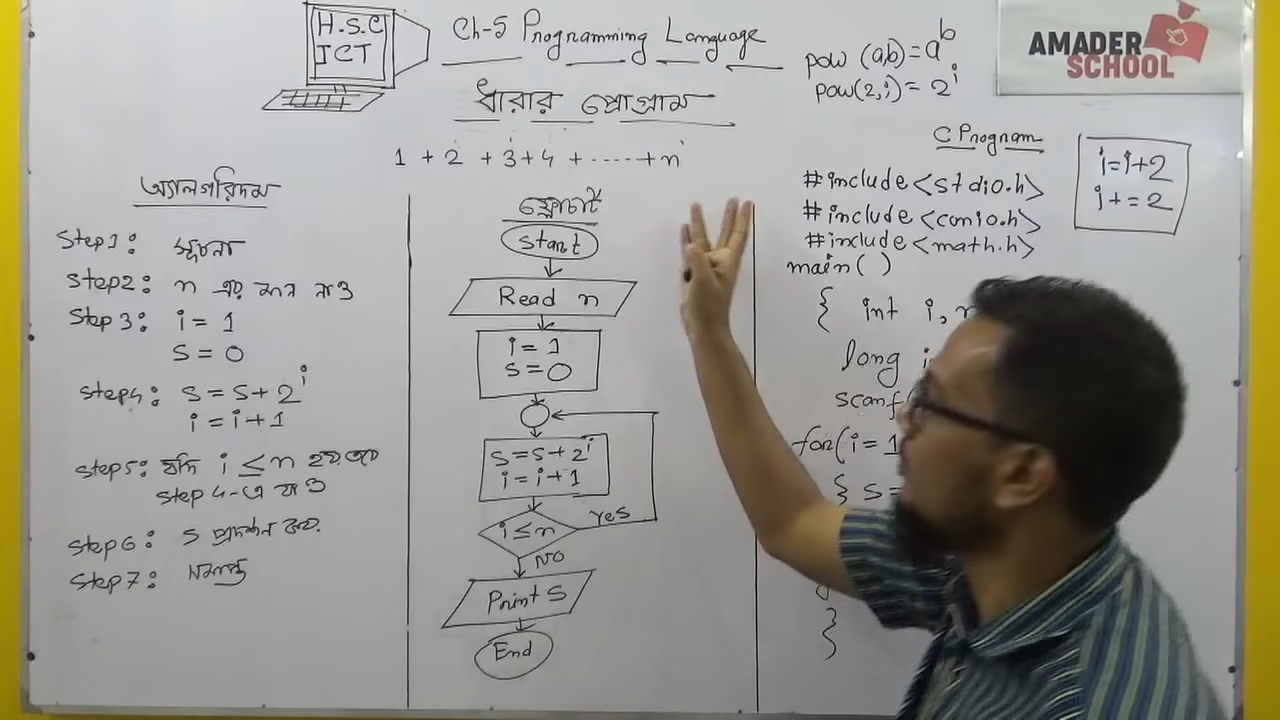 H.S.C
ICT
Ch-5 Programming Language
ধারার প্রোগ্রাম
1 + 2 + 3 + 4 + ...... + n
pow (a,b) = a^b
pow(2,i) = 2^i
AMADER
SCHOOL
অ্যালগরিদম
Step1: সূচনা
Step2: n এর মান নাও
Step3: i = 1
s = 0
Step4: s = s + 2^i
i = i + 1
Step5: যদি i ≤ n হয় তবে
Step 4-এ যাও
Step6: s প্রদর্শন কর.
Step7: সমাপ্ত
ফ্লোচার্ট
Start
Read n
i = 1
s = 0
s = s + 2^i
i = i + 1
i ≤ n
Yes
NO
Print S
End
C Program
#include <stdio.h>
#include <conio.h>
#include <math.h>
main( )
{ int i,
long
scanf(
for(i = 1
{ s =
}
i = i + 2
i += 2